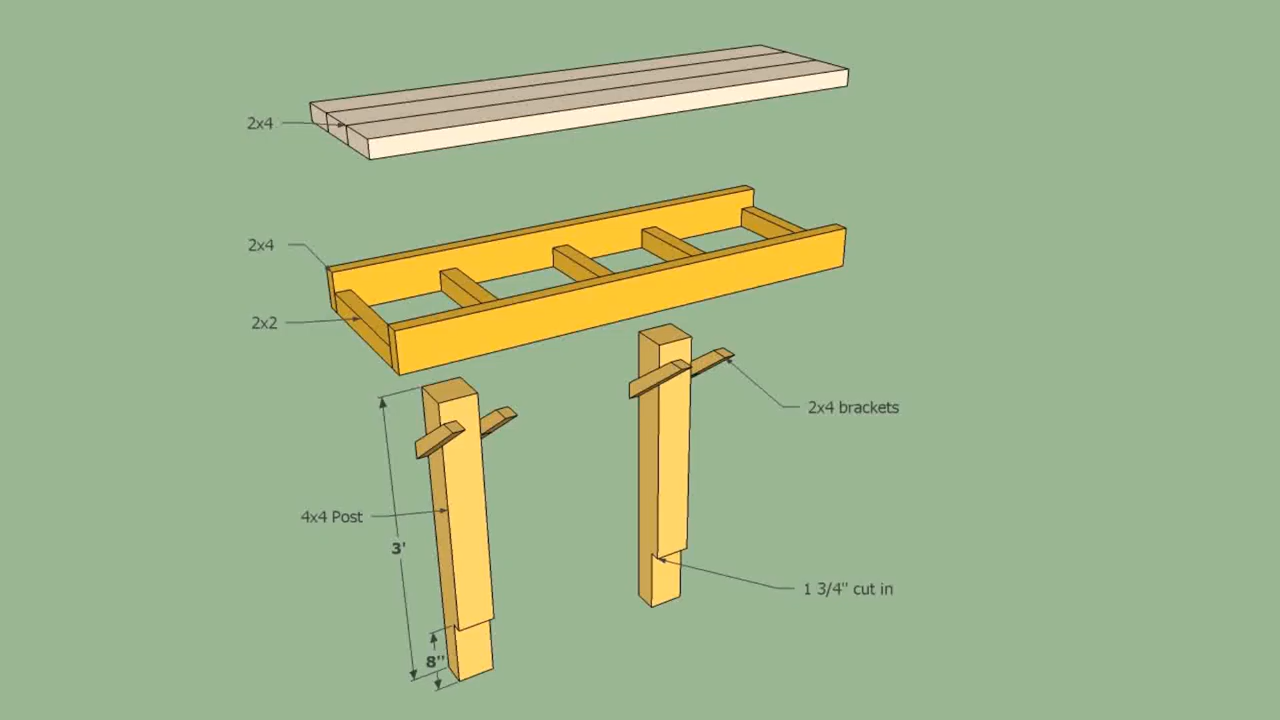 2x4
2x4
2x2
2x4 brackets
4x4 Post
3'
1 3/4" cut in
8"